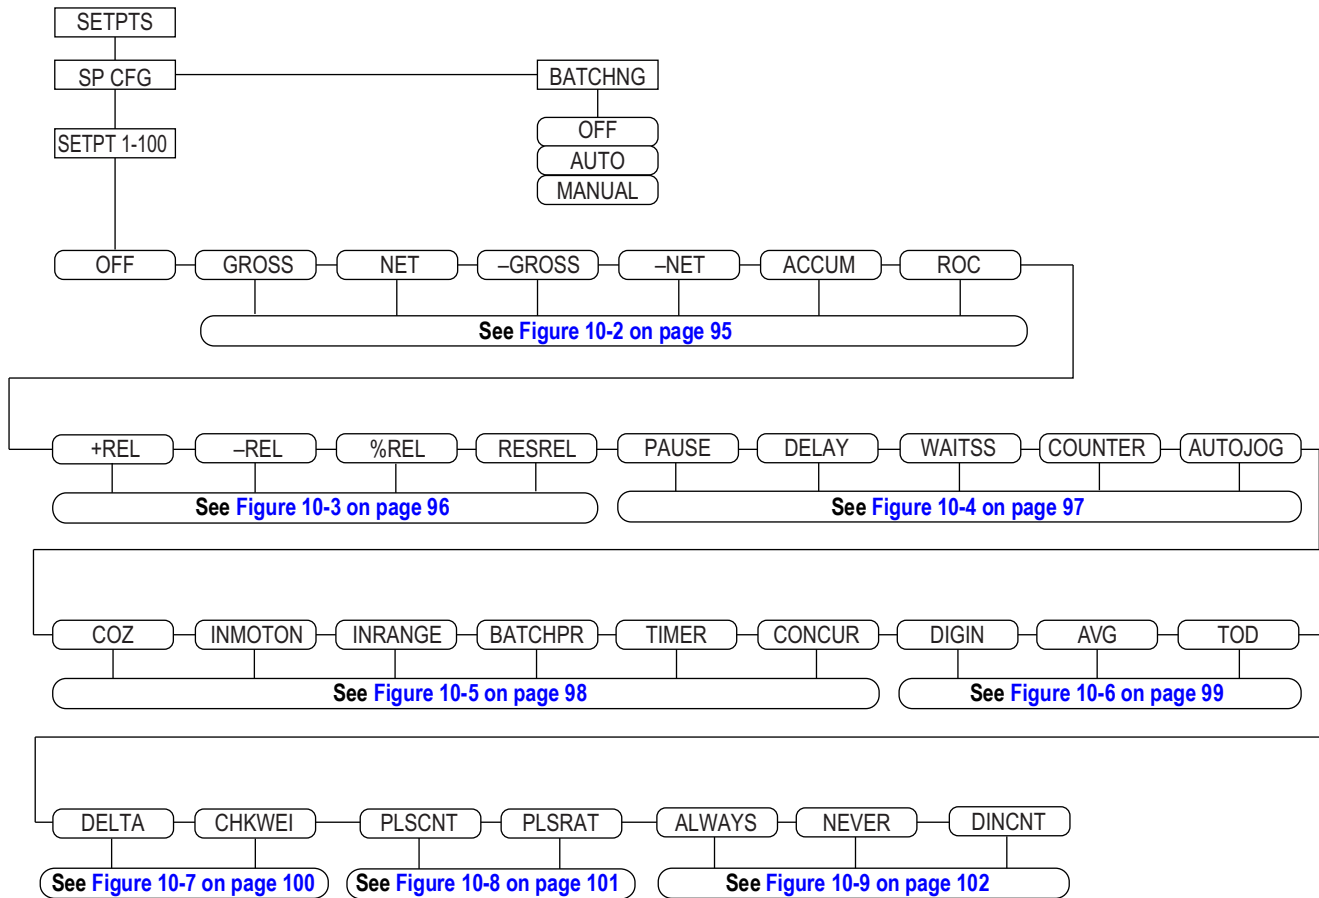 SETPTS
SP CFG
BATCHNG
SETPT 1-100
OFF
AUTO
MANUAL
OFF
GROSS
NET
–GROSS
–NET
ACCUM
ROC
See Figure 10-2 on page 95
+REL
–REL
%REL
RESREL
PAUSE
DELAY
WAITSS
COUNTER
AUTOJOG
See Figure 10-3 on page 96
See Figure 10-4 on page 97
COZ
INMOTON
INRANGE
BATCHPR
TIMER
CONCUR
DIGIN
AVG
TOD
See Figure 10-5 on page 98
See Figure 10-6 on page 99
DELTA
CHKWEI
PLSCNT
PLSRAT
ALWAYS
NEVER
DINCNT
See Figure 10-7 on page 100
See Figure 10-8 on page 101
See Figure 10-9 on page 102